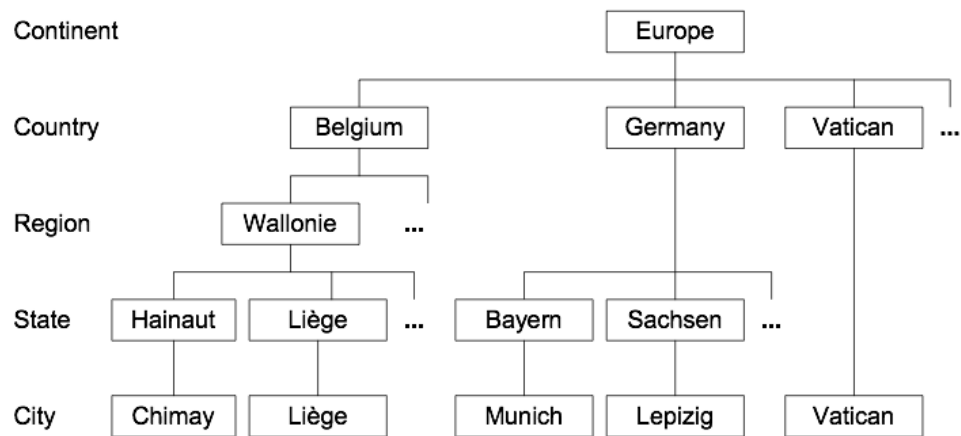 Continent Europe
Country Belgium Germany Vatican ...
Region Wallonie ...
State Hainaut Liège ... Bayern Sachsen ...
City Chimay Liège Munich Lepizig Vatican